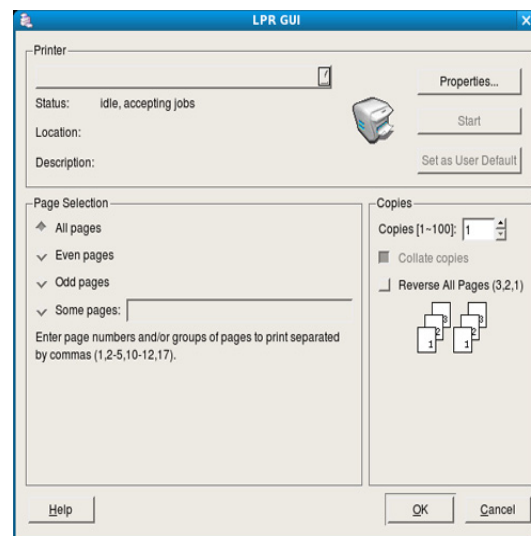 LPR GUI
Printer
Properties...
Status: idle, accepting jobs
Start
Location:
Description:
Set as User Default
Page Selection
All pages
Even pages
Odd pages
Some pages:
Enter page numbers and/or groups of pages to print separated
by commas (1,2-5,10-12,17).
Copies
Copies [1~100]: 1
Collate copies
Reverse All Pages (3,2,1)
3 3
2 2
1 1
Help
OK
Cancel